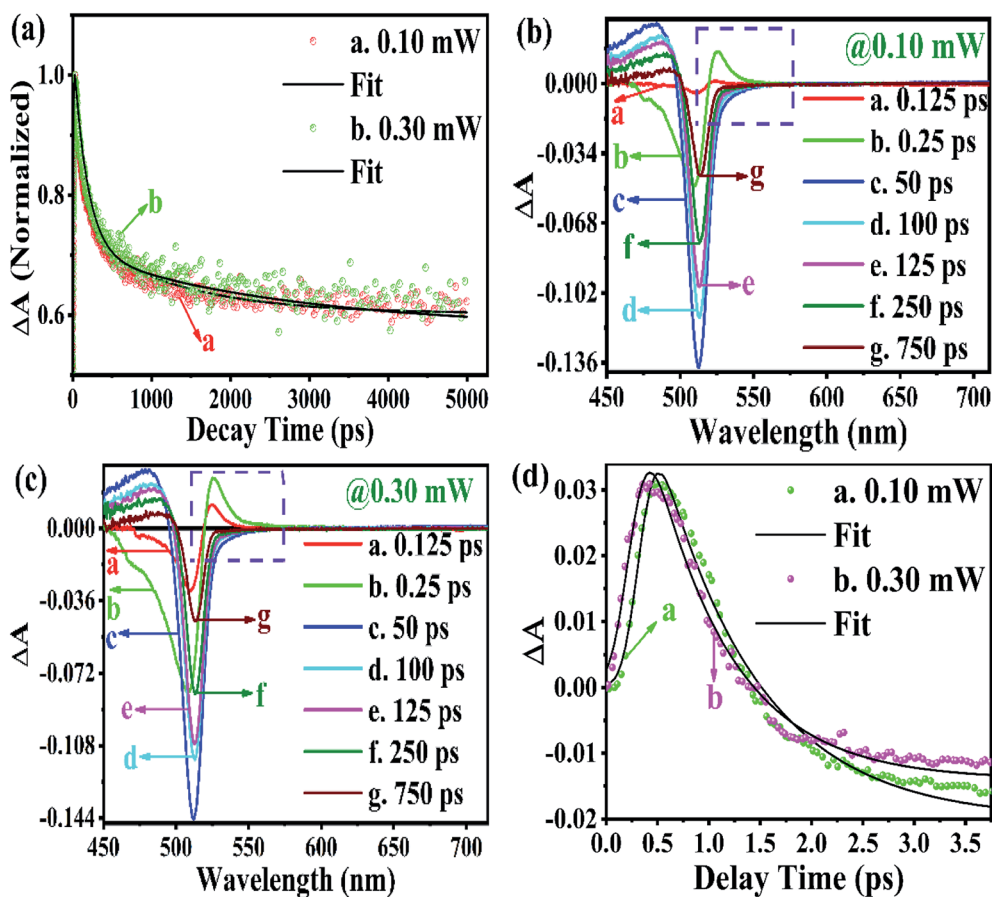 (a)
a. 0.10 mW
Fit
b. 0.30 mW
Fit
b
a
1.0
0.8
0.6
ΔA (Normalized)
0 1000 2000 3000 4000 5000
Decay Time (ps)
(b)
@0.10 mW
a. 0.125 ps
b. 0.25 ps
c. 50 ps
d. 100 ps
e. 125 ps
f. 250 ps
g. 750 ps
a
b
g
c
f
e
d
0.000
-0.034
-0.068
-0.102
-0.136
ΔA
450 500 550 600 650 700
Wavelength (nm)
(c)
@0.30 mW
a. 0.125 ps
b. 0.25 ps
c. 50 ps
d. 100 ps
e. 125 ps
f. 250 ps
g. 750 ps
a
b
g
c
f
e
d
0.000
-0.036
-0.072
-0.108
-0.144
ΔA
450 500 550 600 650 700
Wavelength (nm)
(d)
a. 0.10 mW
Fit
b. 0.30 mW
Fit
a
b
0.03
0.02
0.01
0.00
-0.01
-0.02
ΔA
0.0 0.5 1.0 1.5 2.0 2.5 3.0 3.5
Delay Time (ps)